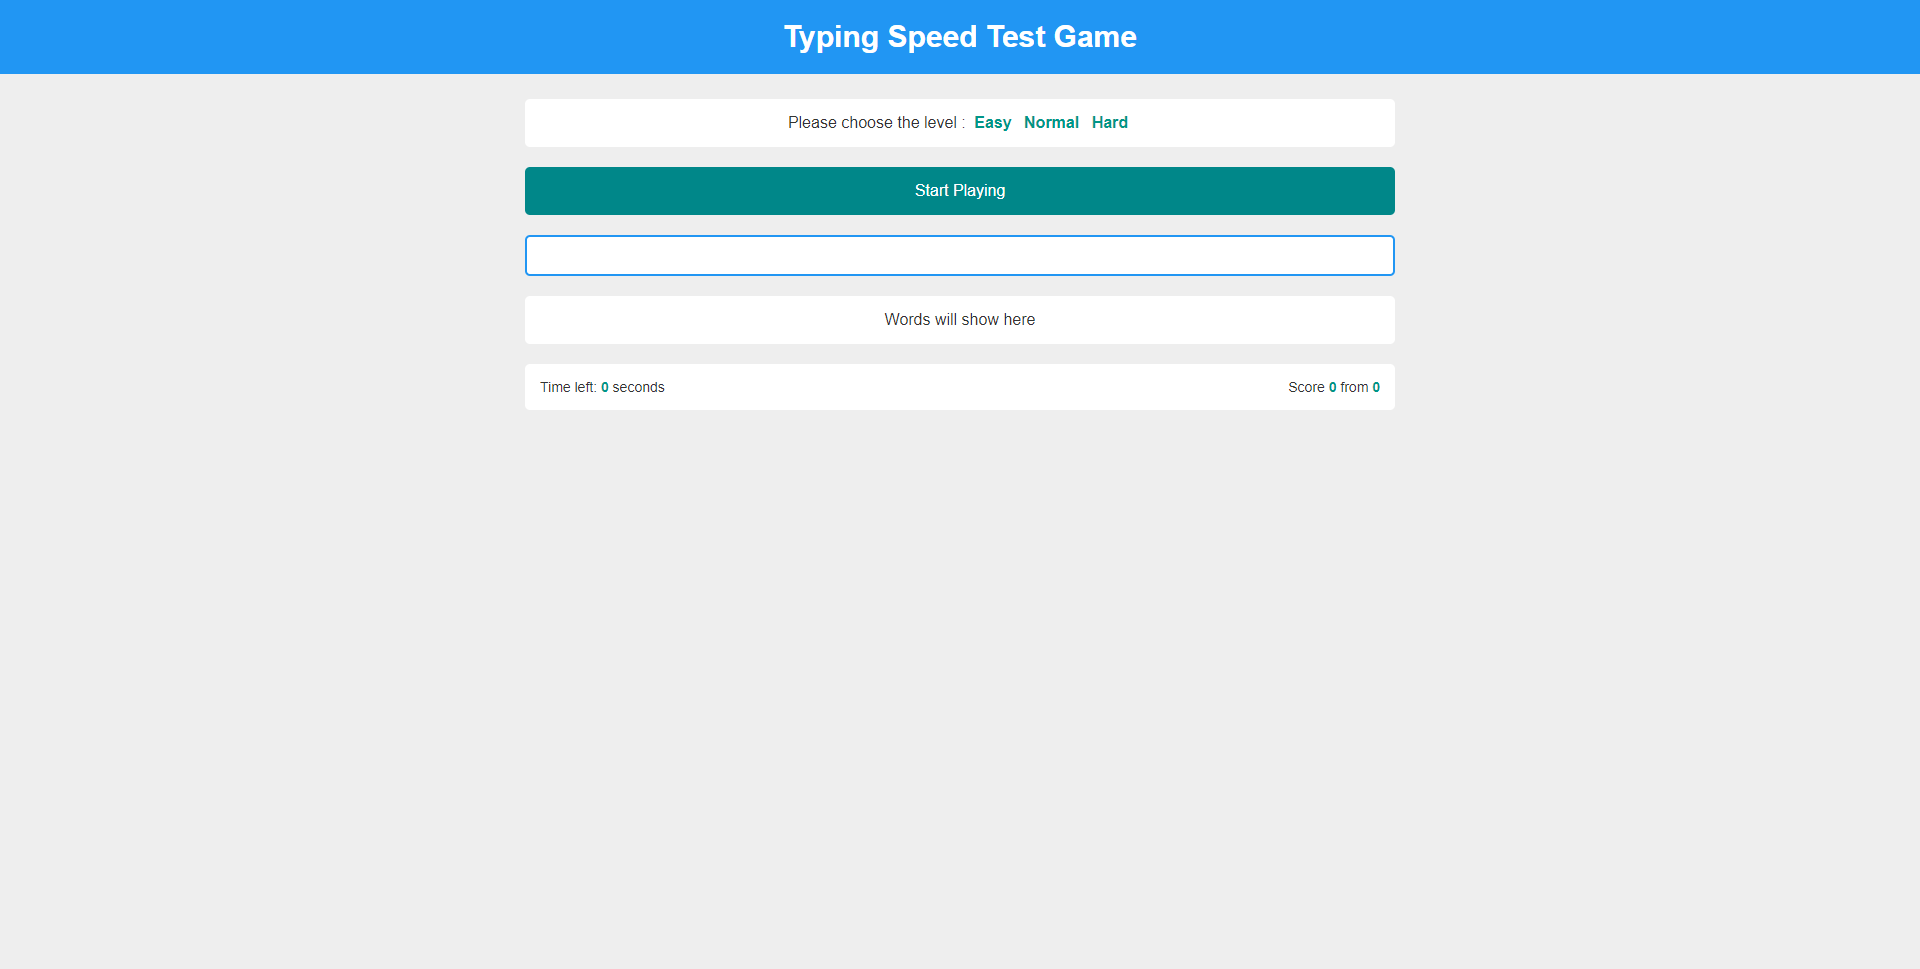 Typing Speed Test Game
Please choose the level : Easy Normal Hard
Start Playing
Words will show here
Time left: 0 seconds Score 0 from 0